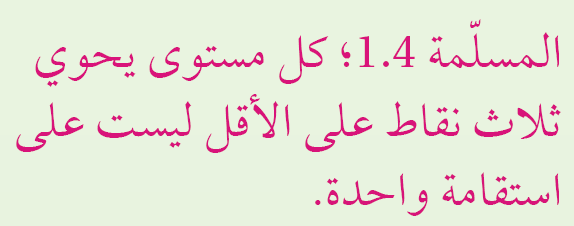 المسلّمة 1.4؛ كل مستوى يحوي
ثلاث نقاط على الأقل ليست على
استقامة واحدة.